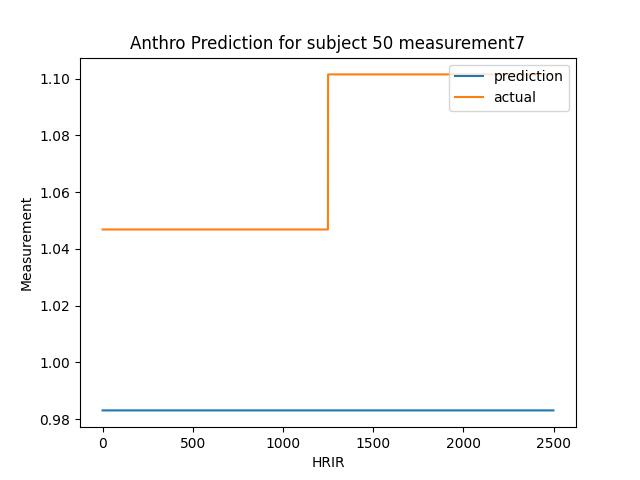 Anthro Prediction for subject 50 measurement7
prediction
actual
1.10
1.08
1.06
1.04
1.02
1.00
0.98
Measurement
0 500 1000 1500 2000 2500
HRIR